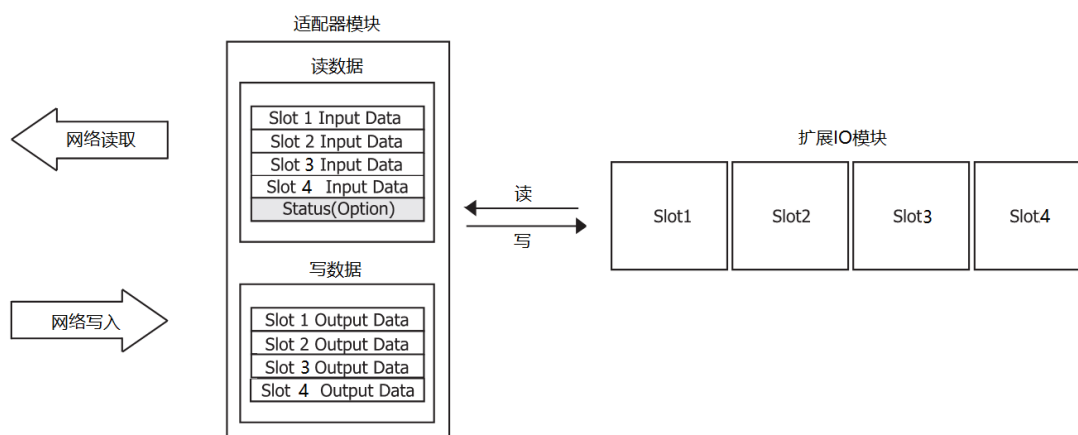 适配器模块
读数据
Slot 1 Input Data
Slot 2 Input Data
Slot 3 Input Data
Slot 4 Input Data
Status(Option)
网络读取
读
写
扩展IO模块
Slot1
Slot2
Slot3
Slot4
写数据
Slot 1 Output Data
Slot 2 Output Data
Slot 3 Output Data
Slot 4 Output Data
网络写入